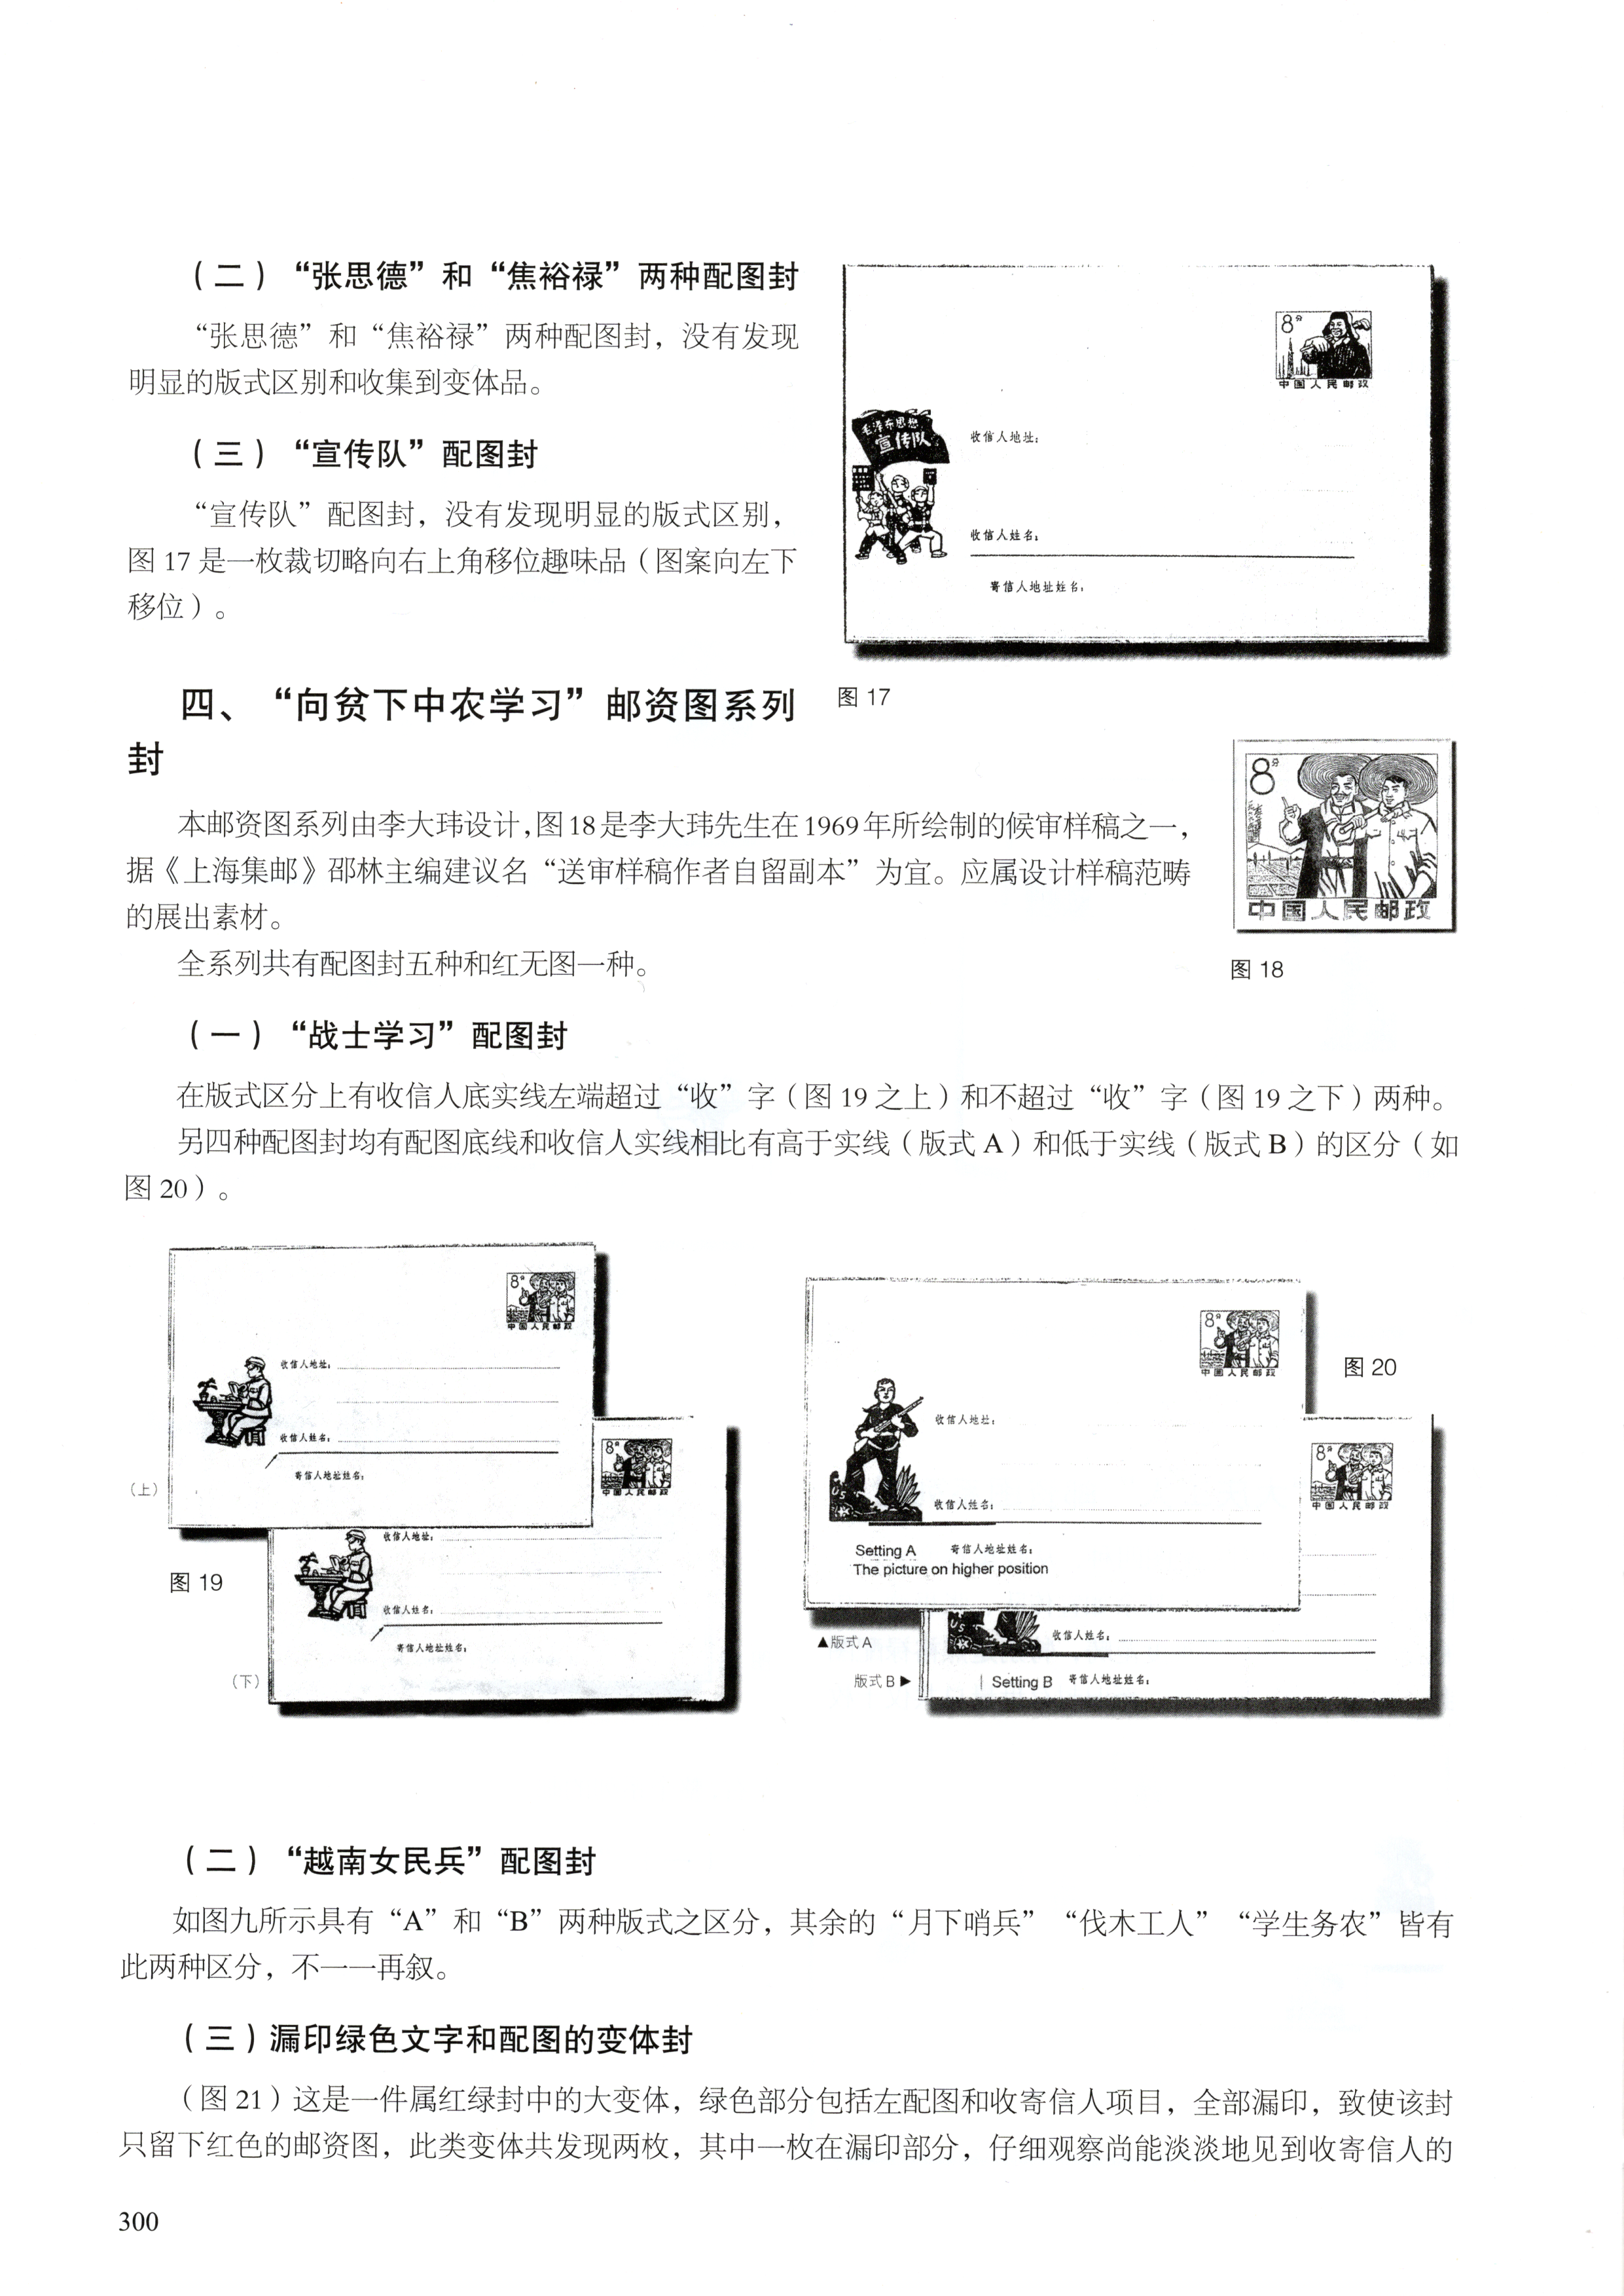 （二）“张思德”和“焦裕禄”两种配图封
“张思德”和“焦裕禄”两种配图封，没有发现
明显的版式区别和收集到变体品。
（三）“宣传队”配图封
“宣传队”配图封，没有发现明显的版式区别，
图 17 是一枚裁切略向右上角移位趣味品（图案向左下
移位）。
8分
中国人民邮政
毛泽东思想
宣传队
收信人地址：
收信人姓名：
寄信人地址姓名：
图 17
四、“向贫下中农学习”邮资图系列
封
本邮资图系列由李大玮设计，图18是李大玮先生在1969年所绘制的候审样稿之一，
据《上海集邮》邵林主编建议名“送审样稿作者自留副本”为宜。应属设计样稿范畴
的展出素材。
全系列共有配图封五种和红无图一种。
8分
中国人民邮政
图 18
（一）“战士学习”配图封
在版式区分上有收信人底实线左端超过“收”字（图 19 之上）和不超过“收”字（图 19 之下）两种。
另四种配图封均有配图底线和收信人实线相比有高于实线（版式 A）和低于实线（版式 B）的区分（如
图 20）。
8分
中国人民邮政
收信人地址：
收信人姓名：
寄信人地址姓名：
（上）
8分
中国人民邮政
收信人地址：
收信人姓名：
寄信人地址姓名：
（下）
图 19
8分
中国人民邮政
收信人地址：
收信人姓名：
US
Setting A
寄信人地址姓名：
The picture on higher position
▲版式 A
图 20
8分
中国人民邮政
US
收信人姓名：
Setting B
寄信人地址姓名：
版式 B▶
（二）“越南女民兵”配图封
如图九所示具有“A”和“B”两种版式之区分，其余的“月下哨兵”“伐木工人”“学生务农”皆有
此两种区分，不一一再叙。
（三）漏印绿色文字和配图的变体封
（图 21）这是一件属红绿封中的大变体，绿色部分包括左配图和收寄信人项目，全部漏印，致使该封
只留下红色的邮资图，此类变体共发现两枚，其中一枚在漏印部分，仔细观察尚能淡淡地见到收寄信人的
300